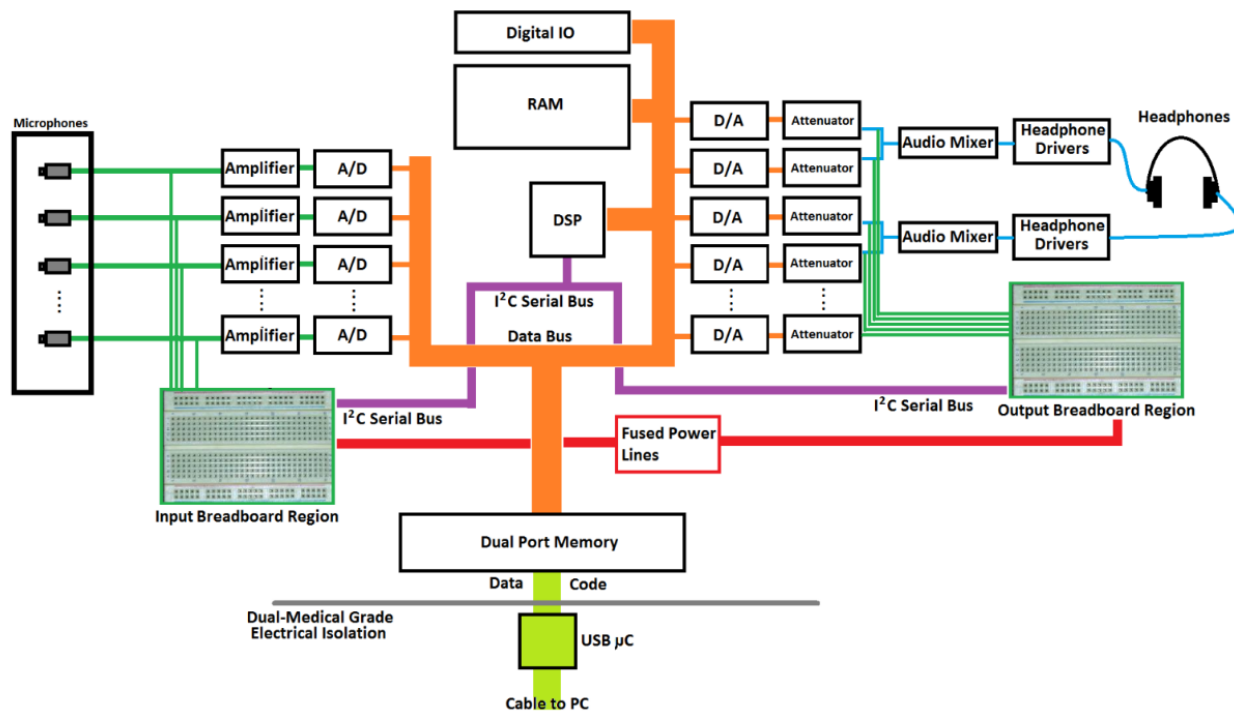 Digital IO
RAM
Microphones
Amplifier
A/D
Amplifier
A/D
Amplifier
A/D
Amplifier
A/D
DSP
I²C Serial Bus
Data Bus
D/A
Attenuator
D/A
Attenuator
D/A
Attenuator
D/A
Attenuator
D/A
Attenuator
Audio Mixer
Headphone
Drivers
Headphones
Audio Mixer
Headphone
Drivers
I²C Serial Bus
Input Breadboard Region
I²C Serial Bus
Output Breadboard Region
Fused Power
Lines
Dual Port Memory
Data
Code
Dual-Medical Grade
Electrical Isolation
USB µC
Cable to PC